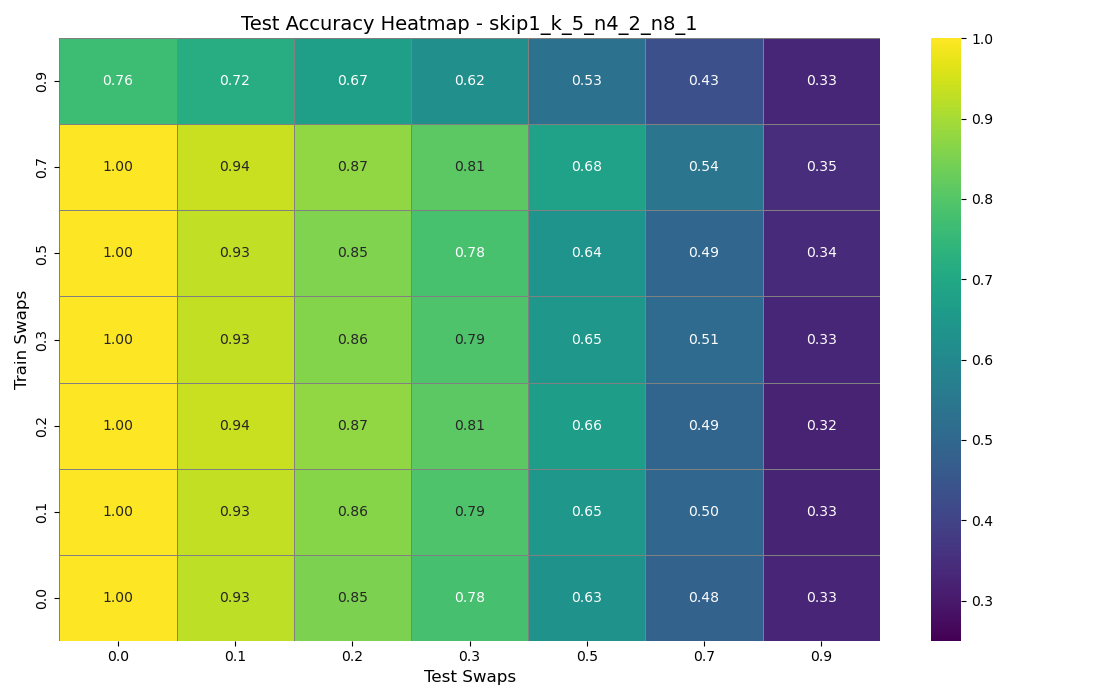 Test Accuracy Heatmap - skip1_k_5_n4_2_n8_1
0.9 0.76 0.72 0.67 0.62 0.53 0.43 0.33
0.7 1.00 0.94 0.87 0.81 0.68 0.54 0.35
0.5 1.00 0.93 0.85 0.78 0.64 0.49 0.34
0.3 1.00 0.93 0.86 0.79 0.65 0.51 0.33
0.2 1.00 0.94 0.87 0.81 0.66 0.49 0.32
0.1 1.00 0.93 0.86 0.79 0.65 0.50 0.33
0.0 1.00 0.93 0.85 0.78 0.63 0.48 0.33
0.0 0.1 0.2 0.3 0.5 0.7 0.9
Test Swaps
Train Swaps
1.0
0.9
0.8
0.7
0.6
0.5
0.4
0.3